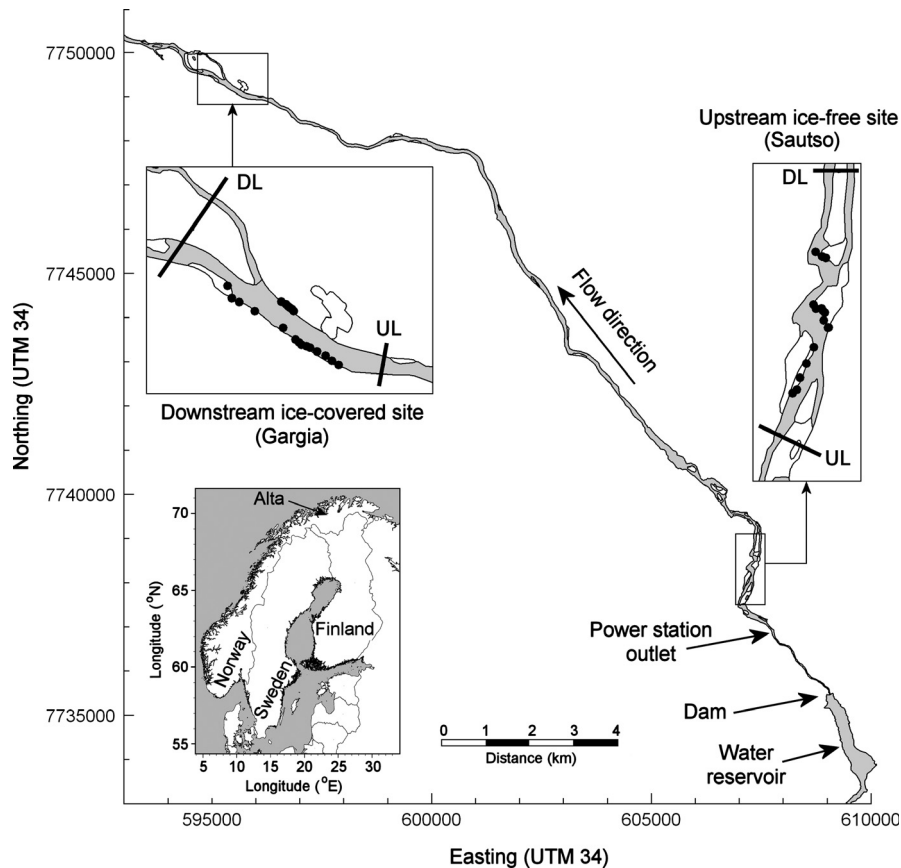 7750000
7745000
7740000
7735000
Northing (UTM 34)
595000
600000
605000
610000
Easting (UTM 34)
DL
UL
Downstream ice-covered site
(Gargia)
Upstream ice-free site
(Sautso)
DL
UL
Flow direction
Power station
outlet
Dam
Water
reservoir
0 1 2 3 4
Distance (km)
Alta
Norway
Sweden
Finland
70
65
60
55
Longitude (°N)
5 10 15 20 25 30
Longitude (°E)